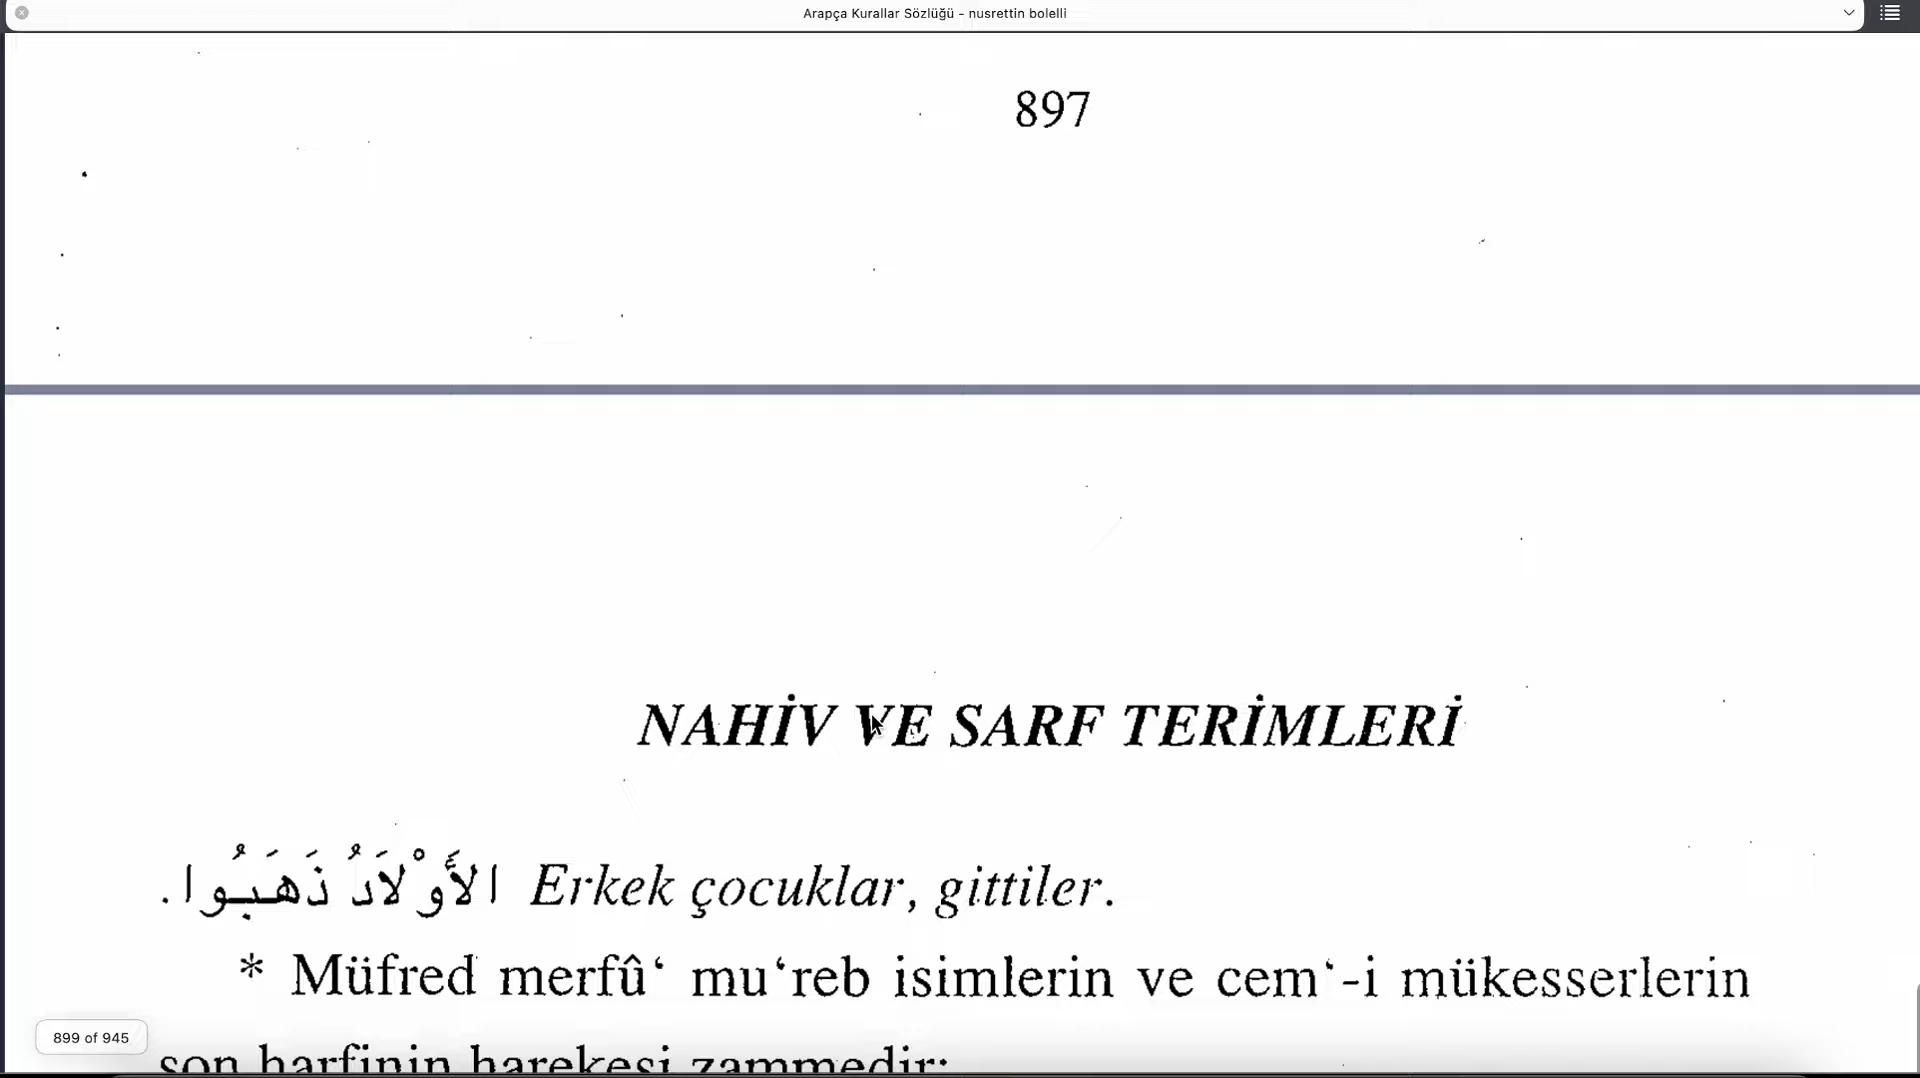 Arapça Kurallar Sözlüğü - nusrettin bolelli
897
NAHİV VE SARF TERİMLERİ
الأَوْلاَدُ ذَهَبُوا. Erkek çocuklar, gittiler.
* Müfred merfû‘ mu‘reb isimlerin ve cem‘-i mükesserlerin
son harfinin harekesi zammedir:
899 of 945